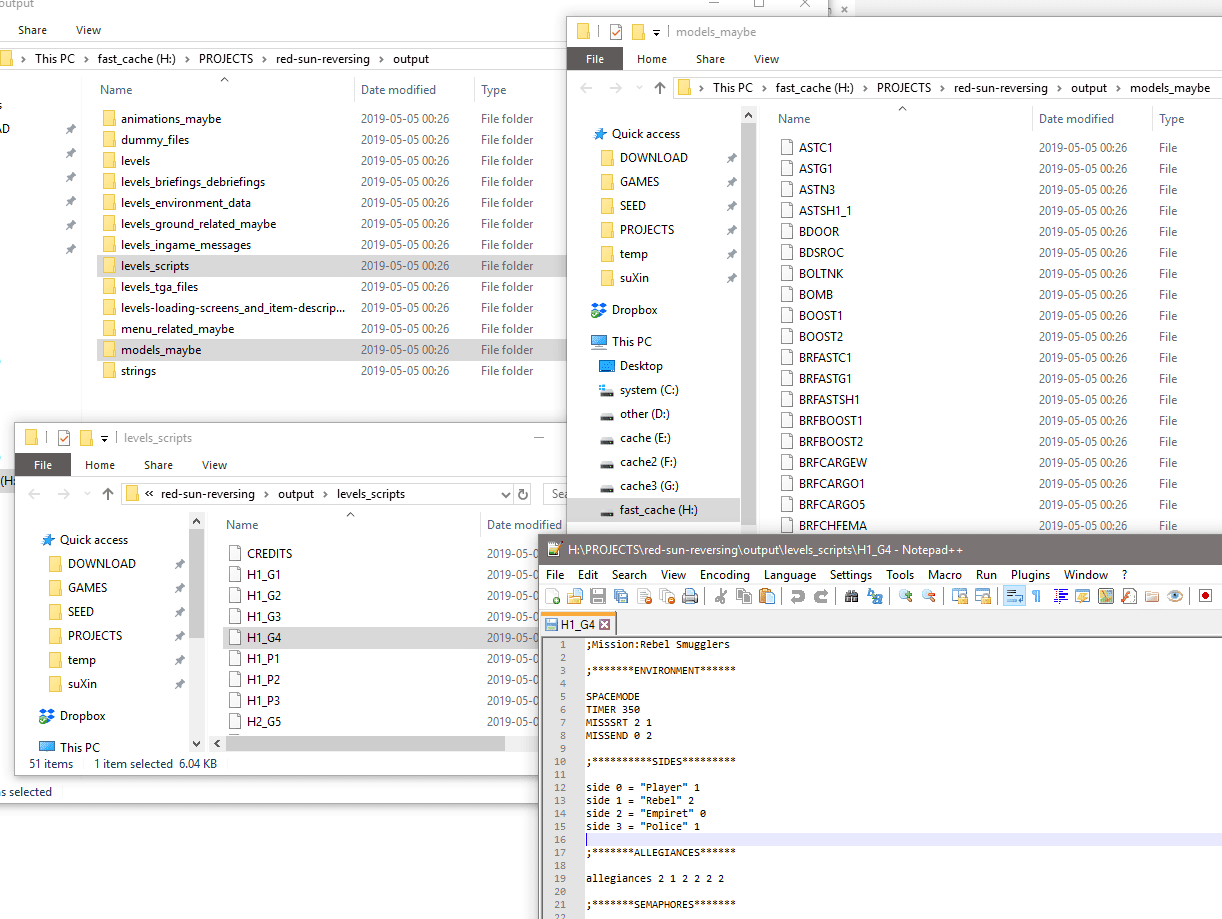 output
Share View
This PC > fast_cache (H:) > PROJECTS > red-sun-reversing > output
Name Date modified Type
animations_maybe 2019-05-05 00:26 File folder
dummy_files 2019-05-05 00:26 File folder
levels 2019-05-05 00:26 File folder
levels_briefings_debriefings 2019-05-05 00:26 File folder
levels_environment_data 2019-05-05 00:26 File folder
levels_ground_related_maybe 2019-05-05 00:26 File folder
levels_ingame_messages 2019-05-05 00:26 File folder
levels_scripts 2019-05-05 00:26 File folder
levels_tga_files 2019-05-05 00:26 File folder
levels-loading-screens_and_item-descrip... 2019-05-05 00:26 File folder
menu_related_maybe 2019-05-05 00:26 File folder
models_maybe 2019-05-05 00:26 File folder
strings 2019-05-05 00:26 File folder
s selected
models_maybe
File Home Share View
This PC > fast_cache (H:) > PROJECTS > red-sun-reversing > output > models_maybe
Quick access
DOWNLOAD
GAMES
SEED
PROJECTS
temp
suXin
Dropbox
This PC
Desktop
system (C:)
other (D:)
cache (E:)
cache2 (F:)
cache3 (G:)
fast_cache (H:)
Name Date modified Type
ASTC1 2019-05-05 00:26 File
ASTG1 2019-05-05 00:26 File
ASTN3 2019-05-05 00:26 File
ASTSH1_1 2019-05-05 00:26 File
BDOOR 2019-05-05 00:26 File
BDSROC 2019-05-05 00:26 File
BOLTNK 2019-05-05 00:26 File
BOMB 2019-05-05 00:26 File
BOOST1 2019-05-05 00:26 File
BOOST2 2019-05-05 00:26 File
BRFASTC1 2019-05-05 00:26 File
BRFASTG1 2019-05-05 00:26 File
BRFASTSH1 2019-05-05 00:26 File
BRFBOOST1 2019-05-05 00:26 File
BRFBOOST2 2019-05-05 00:26 File
BRFCARGEW 2019-05-05 00:26 File
BRFCARGO1 2019-05-05 00:26 File
BRFCARGO5 2019-05-05 00:26 File
BRFCHFEMA 2019-05-05 00:26 File
levels_scripts
File Home Share View
« red-sun-reversing > output > levels_scripts Sea
Quick access
DOWNLOAD
GAMES
SEED
PROJECTS
temp
suXin
Dropbox
This PC
Name Date modified
CREDITS 2019-05-0
H1_G1 2019-05-0
H1_G2 2019-05-0
H1_G3 2019-05-0
H1_G4 2019-05-0
H1_P1 2019-05-0
H1_P2 2019-05-0
H1_P3 2019-05-0
H2_G5 2019-05-0
51 items 1 item selected 6.04 KB
H:\PROJECTS\red-sun-reversing\output\levels_scripts\H1_G4 - Notepad++
File Edit Search View Encoding Language Settings Tools Macro Run Plugins Window ?
H1_G4
1 ;Mission:Rebel Smugglers
2
3 ;*******ENVIRONMENT******
4
5 SPACEMODE
6 TIMER 350
7 MISSSRT 2 1
8 MISSEND 0 2
9
10 ;**********SIDES*********
11
12 side 0 = "Player" 1
13 side 1 = "Rebel" 2
14 side 2 = "Empiret" 0
15 side 3 = "Police" 1
16
17 ;*******ALLEGIANCES******
18
19 allegiances 2 1 2 2 2 2
20
21 ;*******SEMAPHORES*******
22